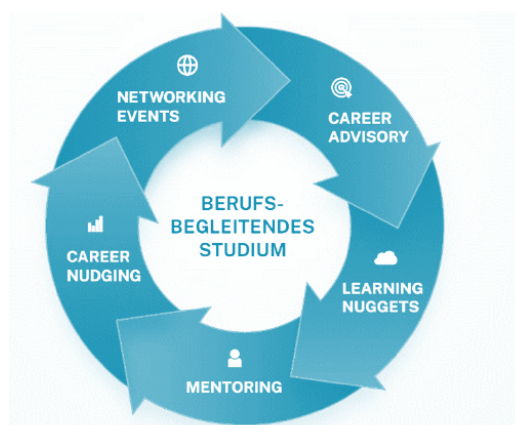 NETWORKING
EVENTS
CAREER
ADVISORY
BERUFS-
BEGLEITENDES
STUDIUM
CAREER
NUDGING
LEARNING
NUGGETS
MENTORING